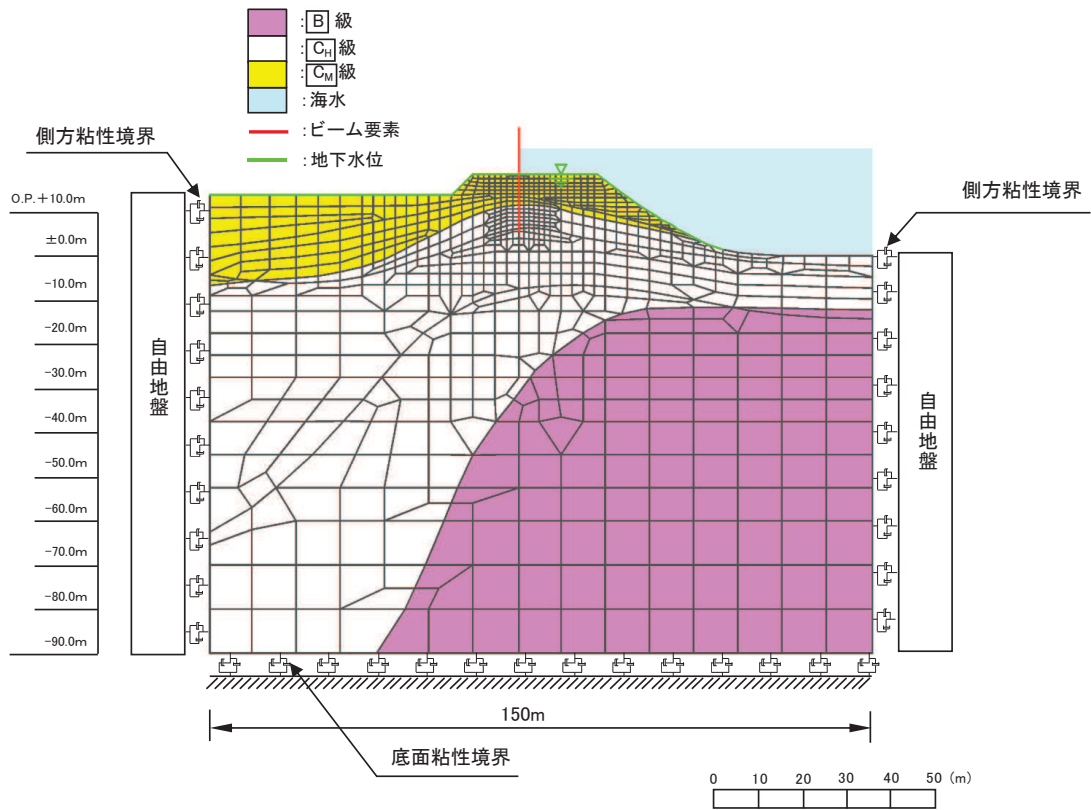 :B 級
:CH 級
:CM 級
:海水
:ビーム要素
:地下水位
側方粘性境界
側方粘性境界
O.P.+10.0m
±0.0m
-10.0m
-20.0m
-30.0m
-40.0m
-50.0m
-60.0m
-70.0m
-80.0m
-90.0m
自由地盤
自由地盤
150m
底面粘性境界
0 10 20 30 40 50 (m)